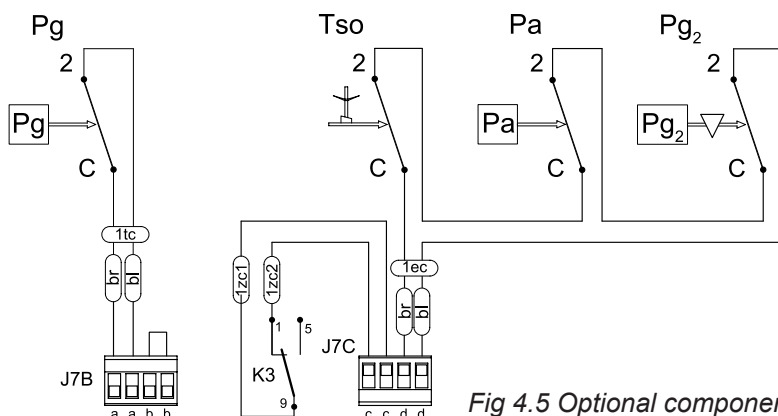 Pg Tso Pa Pg2
2 2 2 2
Pg Pa Pg2
C C C C
1tc
br bl 1zc1 1zc2 1ec
br bl
1 5
J7B K3 J7C
9
a a b b c c d d
Fig 4.5 Optional componen